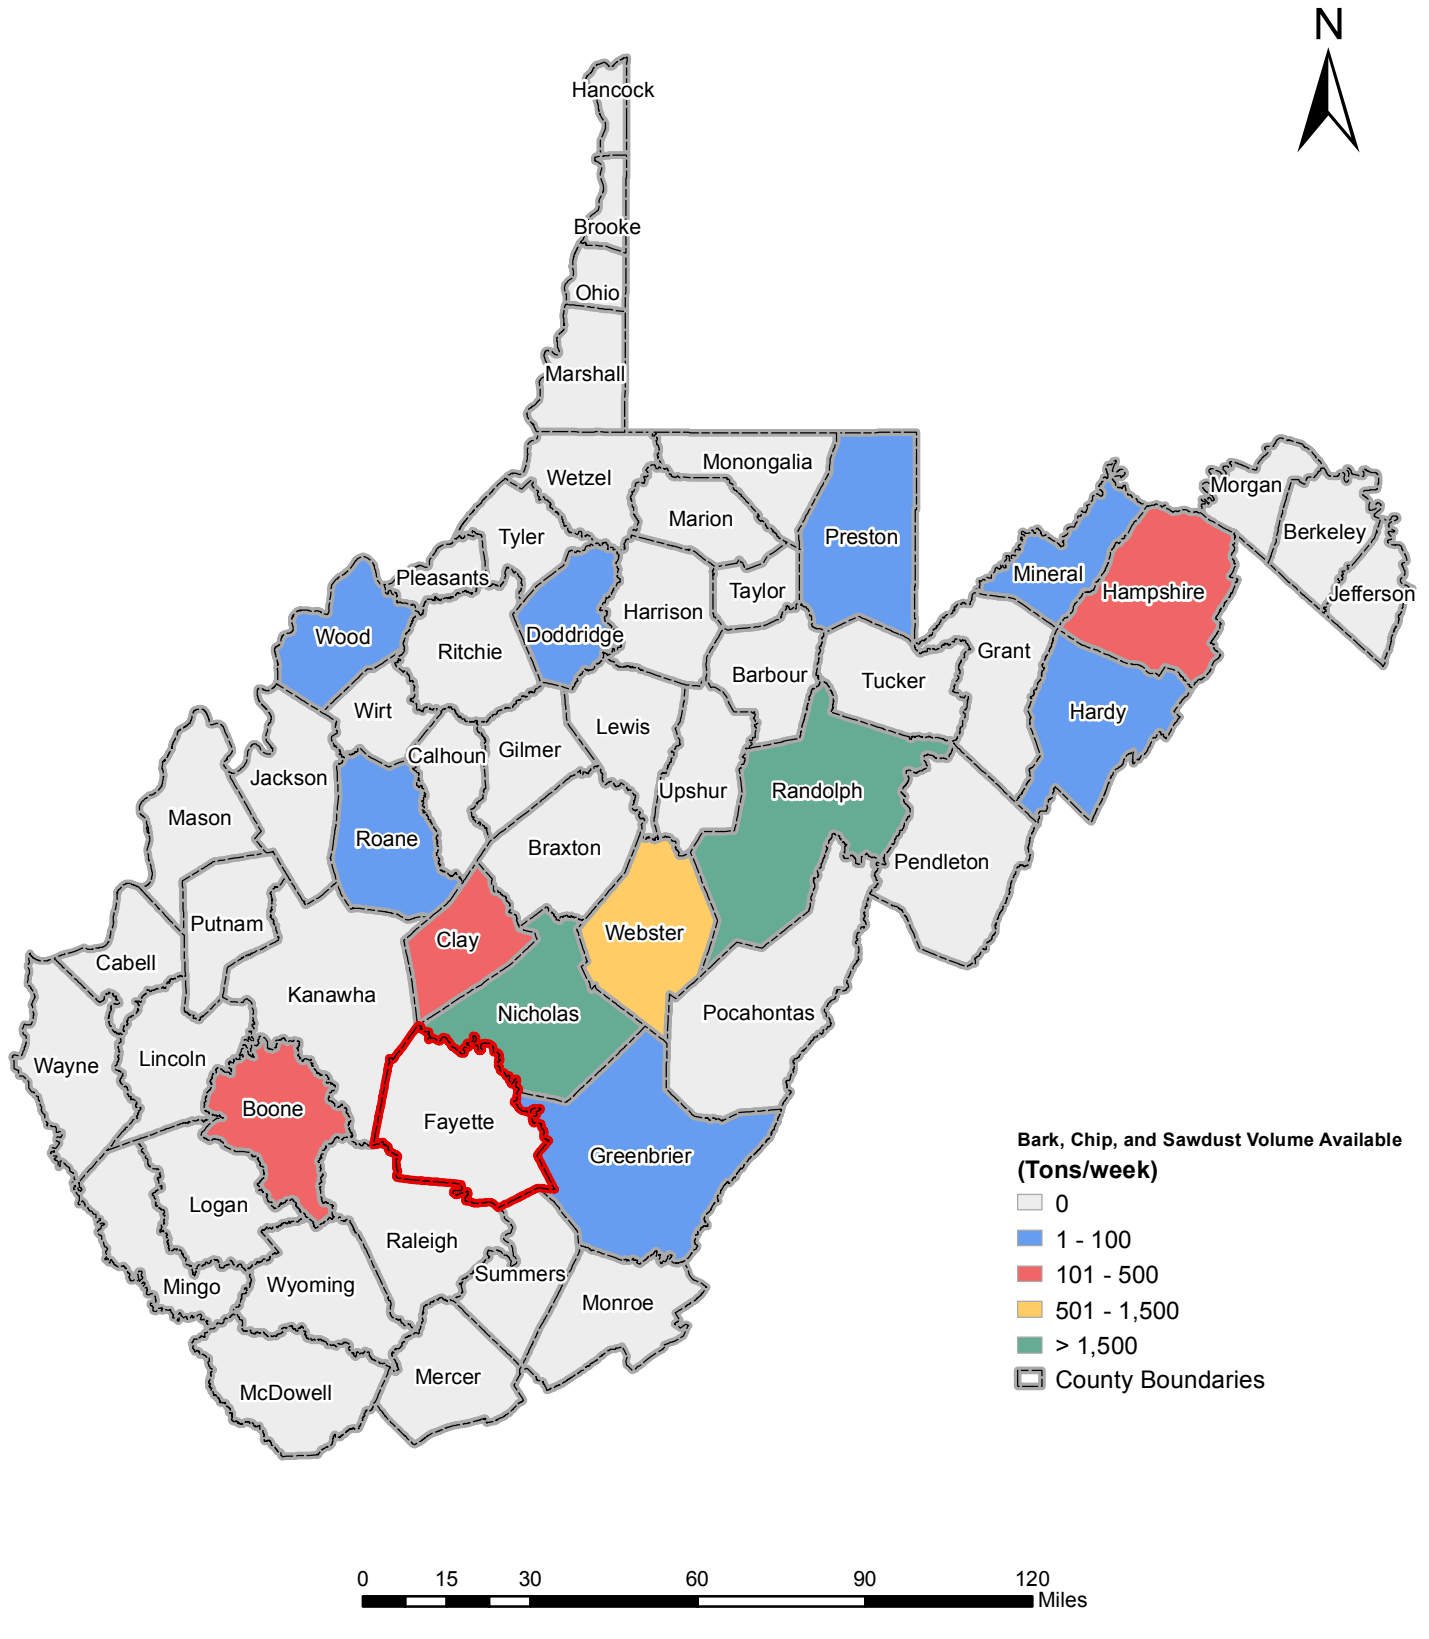 N
Hancock
Brooke
Ohio
Marshall
Wetzel
Monongalia
Marion
Preston
Tyler
Pleasants
Taylor
Morgan
Berkeley
Jefferson
Mineral
Hampshire
Wood
Doddridge
Harrison
Ritchie
Grant
Barbour
Tucker
Wirt
Hardy
Lewis
Calhoun
Gilmer
Jackson
Upshur
Randolph
Mason
Roane
Braxton
Pendleton
Putnam
Clay
Webster
Cabell
Kanawha
Nicholas
Pocahontas
Wayne
Lincoln
Boone
Fayette
Greenbrier
Logan
Raleigh
Summers
Mingo
Wyoming
Monroe
Mercer
McDowell
Bark, Chip, and Sawdust Volume Available
(Tons/week)
0
1 - 100
101 - 500
501 - 1,500
> 1,500
County Boundaries
0 15 30 60 90 120
Miles